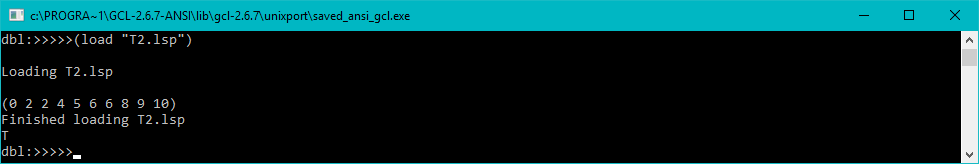 c:\PROGRA~1\GCL-2.6.7-ANSI\lib\gcl-2.6.7\unixport\saved_ansi_gcl.exe
dbl:>>>>>(load "T2.lsp")
Loading T2.lsp
(0 2 2 4 5 6 6 8 9 10)
Finished loading T2.lsp
T
dbl:>>>>>